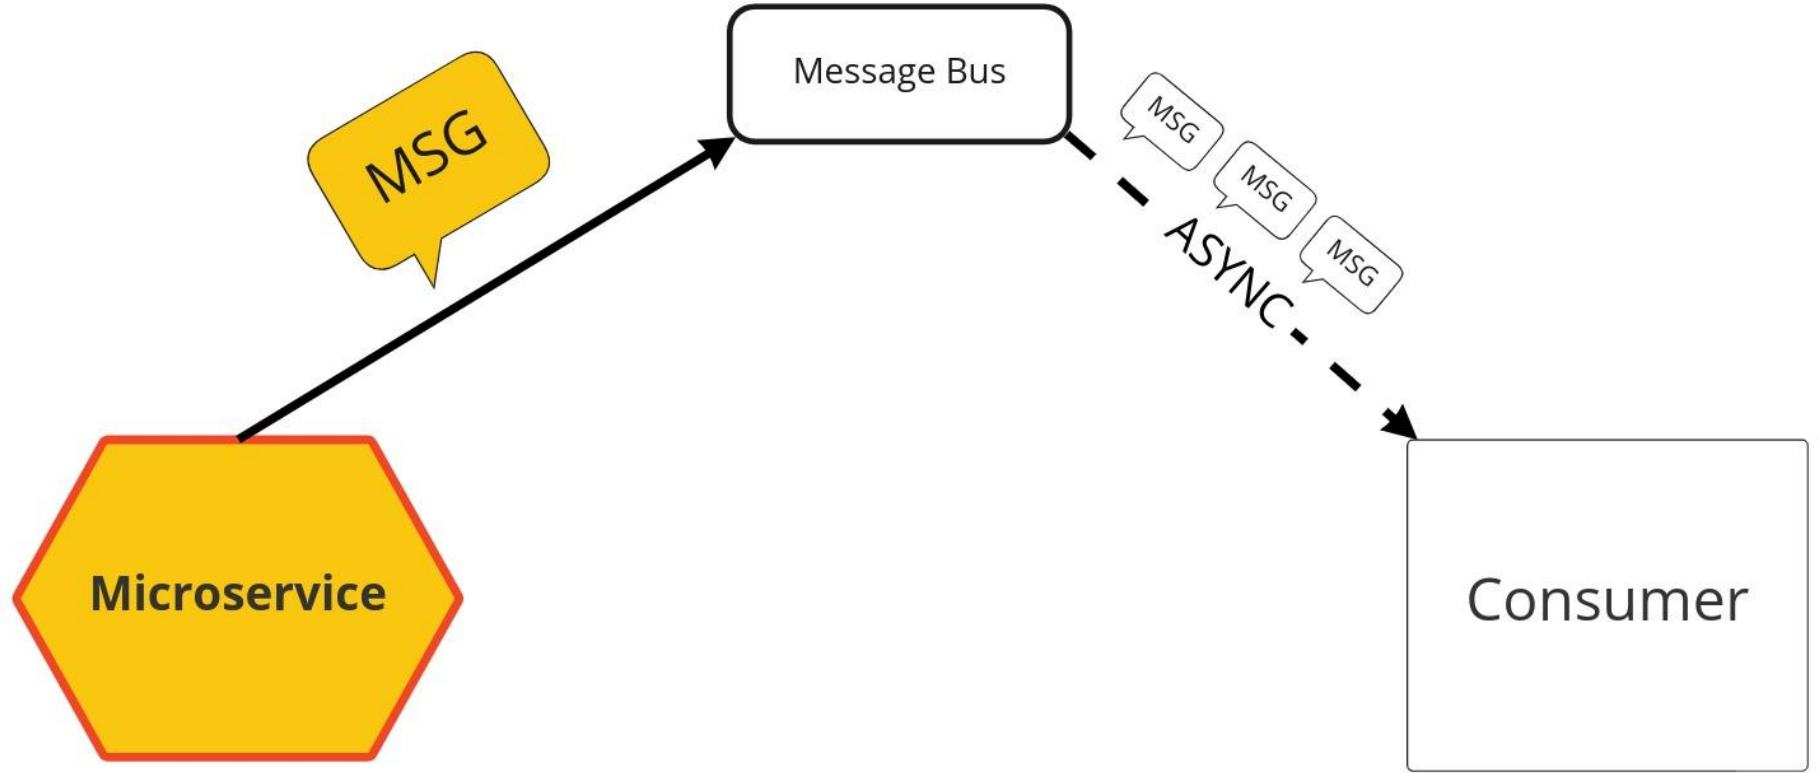 Message Bus
MSG
MSG
MSG
MSG
ASYNC
Microservice
Consumer